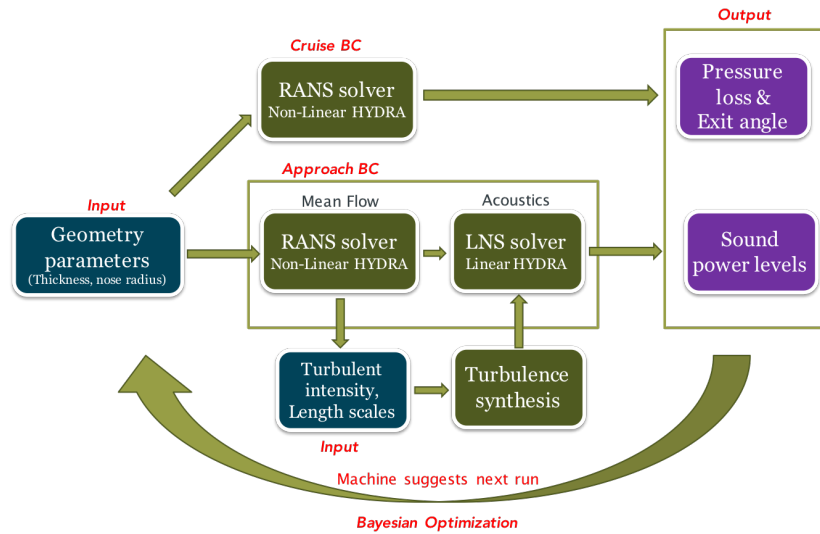 Output
Cruise BC
RANS solver
Non-Linear HYDRA
Pressure
loss &
Exit angle
Approach BC
Input
Mean Flow
Acoustics
Geometry
parameters
(Thickness, nose radius)
RANS solver
Non-Linear HYDRA
LNS solver
Linear HYDRA
Sound
power levels
Turbulent
intensity,
Length scales
Turbulence
synthesis
Input
Machine suggests next run
Bayesian Optimization